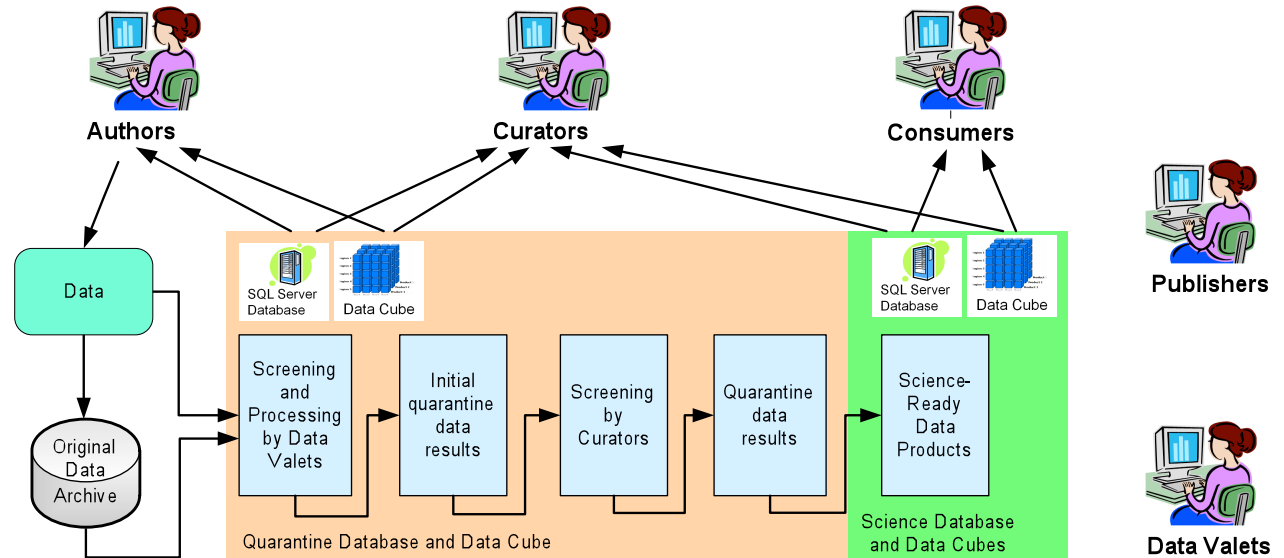 Authors
Curators
Consumers
Publishers
Data
SQL Server
Database
Data Cube
SQL Server
Database
Data Cube
Screening
and
Processing
by Data
Valets
Initial
quarantine
data
results
Screening
by
Curators
Quarantine
data
results
Science-
Ready
Data
Products
Original
Data
Archive
Quarantine Database and Data Cube
Science Database
and Data Cubes
Data Valets